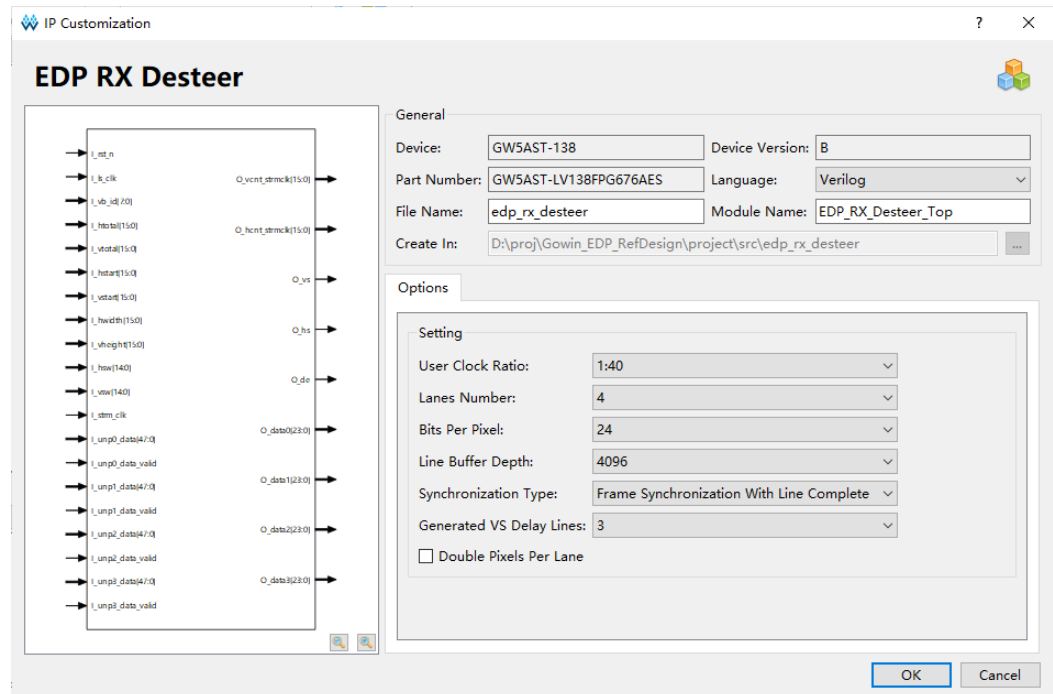 IP Customization
? ×
EDP RX Desteer
I_rst_n
I_ls_clk
I_vb_id(7:0)
I_htotal(15:0)
I_vtotal(15:0)
I_hstart(15:0)
I_vstart(15:0)
I_hwidth(15:0)
I_vheight(15:0)
I_hsw(14:0)
I_vsw(14:0)
I_strm_clk
I_unp0_data(47:0)
I_unp0_data_valid
I_unp1_data(47:0)
I_unp1_data_valid
I_unp2_data(47:0)
I_unp2_data_valid
I_unp3_data(47:0)
I_unp3_data_valid
O_vcnt_strmclk(15:0)
O_hcnt_strmclk(15:0)
O_vs
O_hs
O_de
O_data0(23:0)
O_data1(23:0)
O_data2(23:0)
O_data3(23:0)
General
Device: GW5AST-138 Device Version: B
Part Number: GW5AST-LV138FPG676AES Language: Verilog
File Name: edp_rx_desteer Module Name: EDP_RX_Desteer_Top
Create In: D:\proj\Gowin_EDP_RefDesign\project\src\edp_rx_desteer ...
Options
Setting
User Clock Ratio: 1:40
Lanes Number: 4
Bits Per Pixel: 24
Line Buffer Depth: 4096
Synchronization Type: Frame Synchronization With Line Complete
Generated VS Delay Lines: 3
Double Pixels Per Lane
OK Cancel